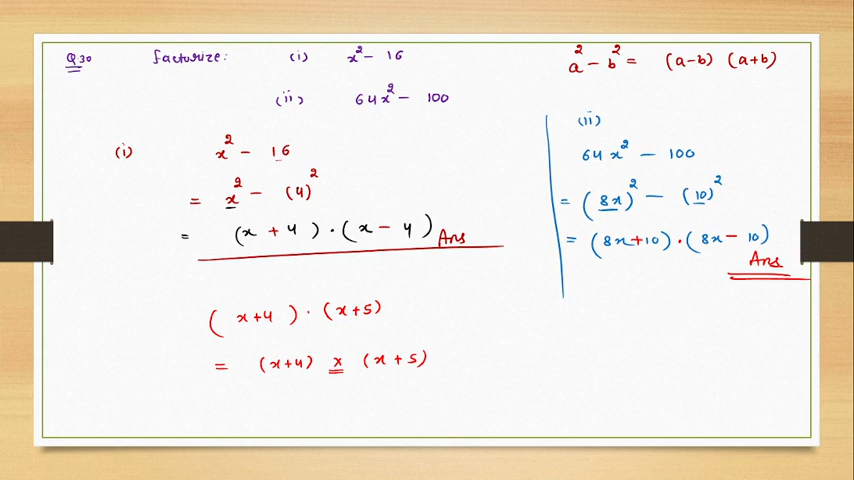 Q.30 Factorize: (i) x² - 16
(ii) 64x² - 100
a² - b² = (a-b) (a+b)
(i) x² - 16
= x² - (4)²
= (x + 4) · (x - 4) Ans
(x+4) · (x+5)
= (x+4) x (x+5)
(ii)
64x² - 100
= (8x)² - (10)²
= (8x+10) · (8x - 10)
Ans